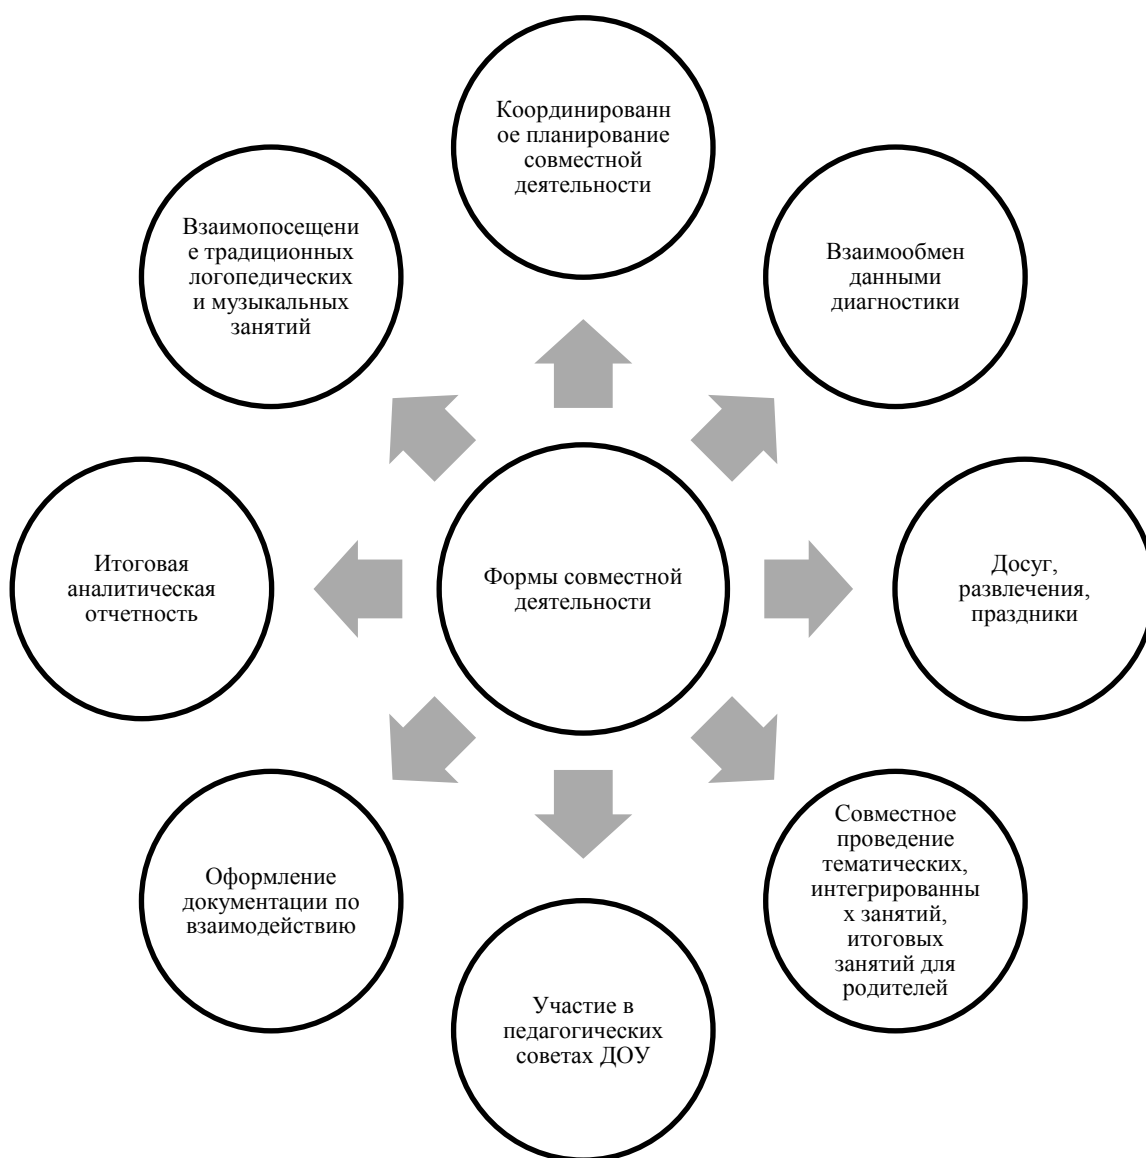 Координированн
ое планирование
совместной
деятельности
Взаимопосещени
е традиционных
логопедических
и музыкальных
занятий
Взаимообмен
данными
диагностики
Итоговая
аналитическая
отчетность
Формы совместной
деятельности
Досуг,
развлечения,
праздники
Оформление
документации по
взаимодействию
Совместное
проведение
тематических,
интегрированны
х занятий,
итоговых
занятий для
родителей
Участие в
педагогических
советах ДОУ